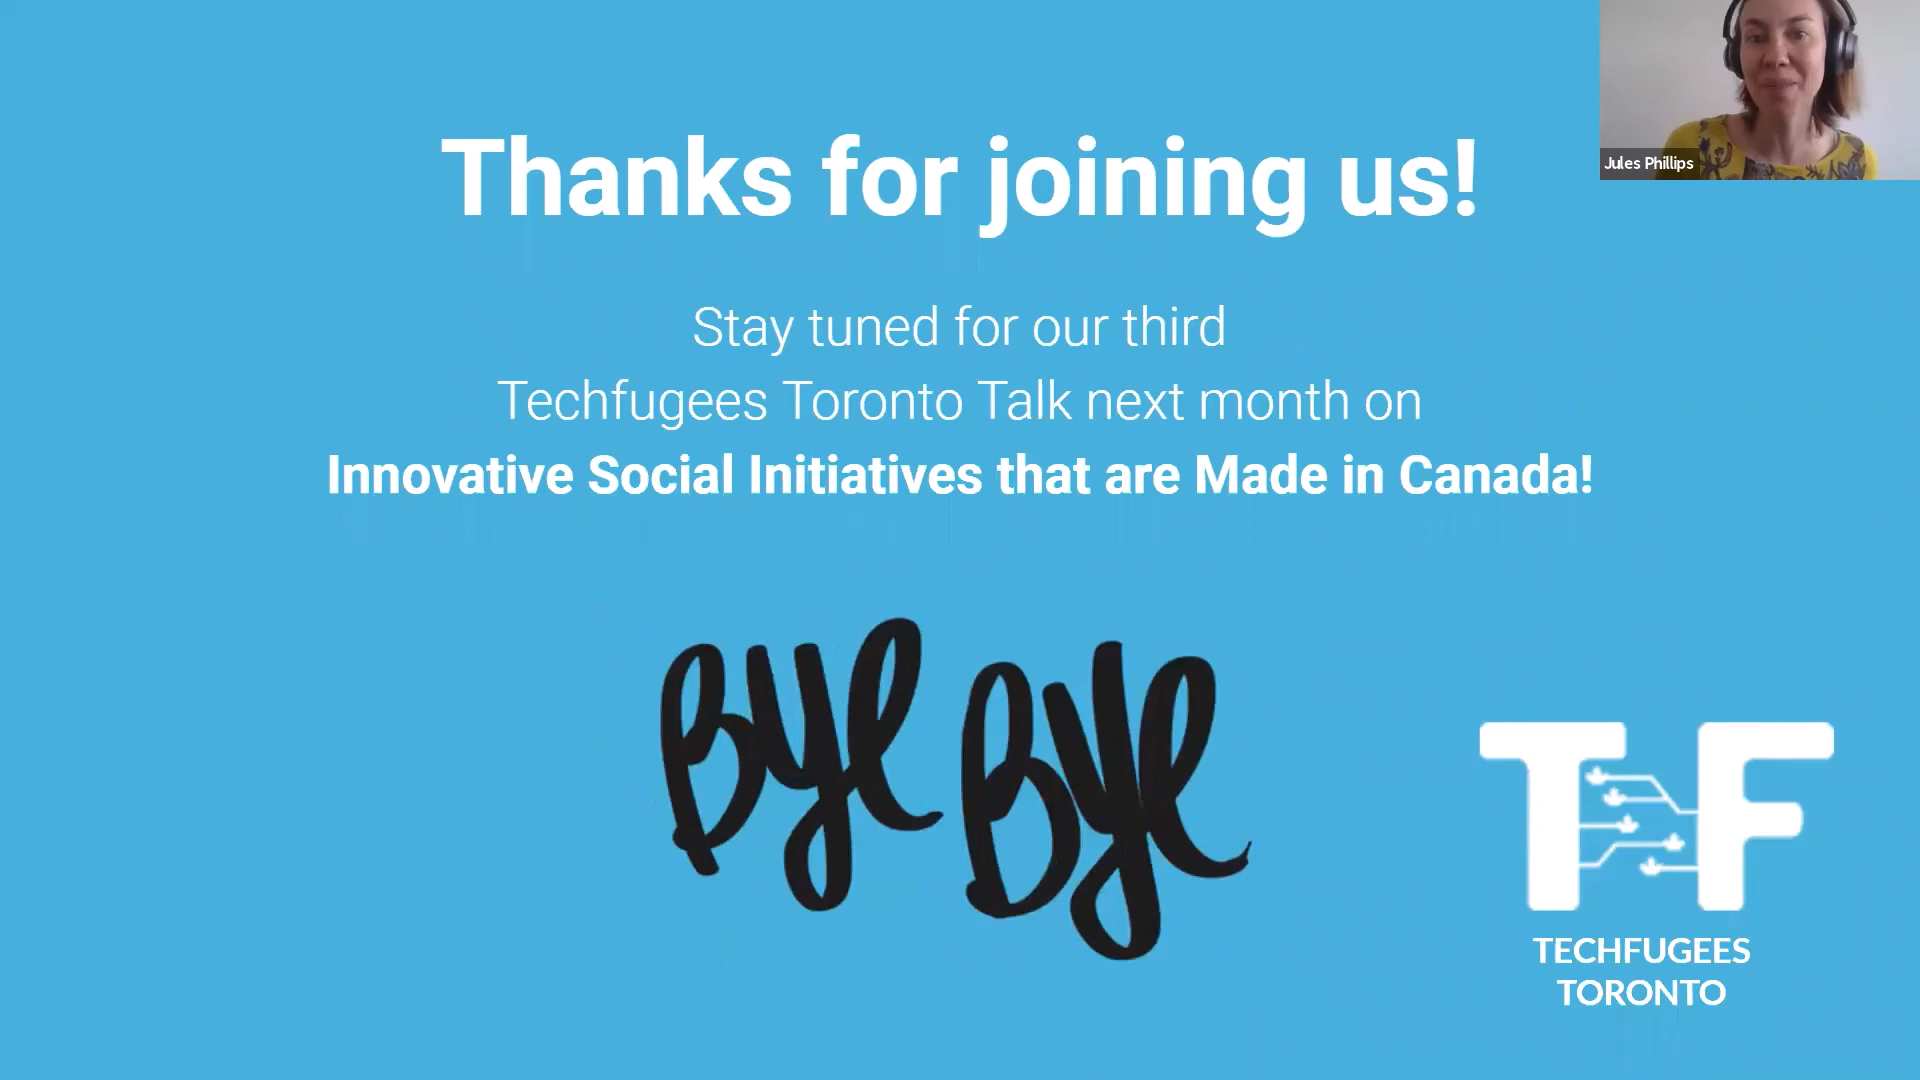 Thanks for joining us!
Jules Phillips
Stay tuned for our third
Techfugees Toronto Talk next month on
Innovative Social Initiatives that are Made in Canada!
Bye Bye
TF
TECHFUGEES
TORONTO